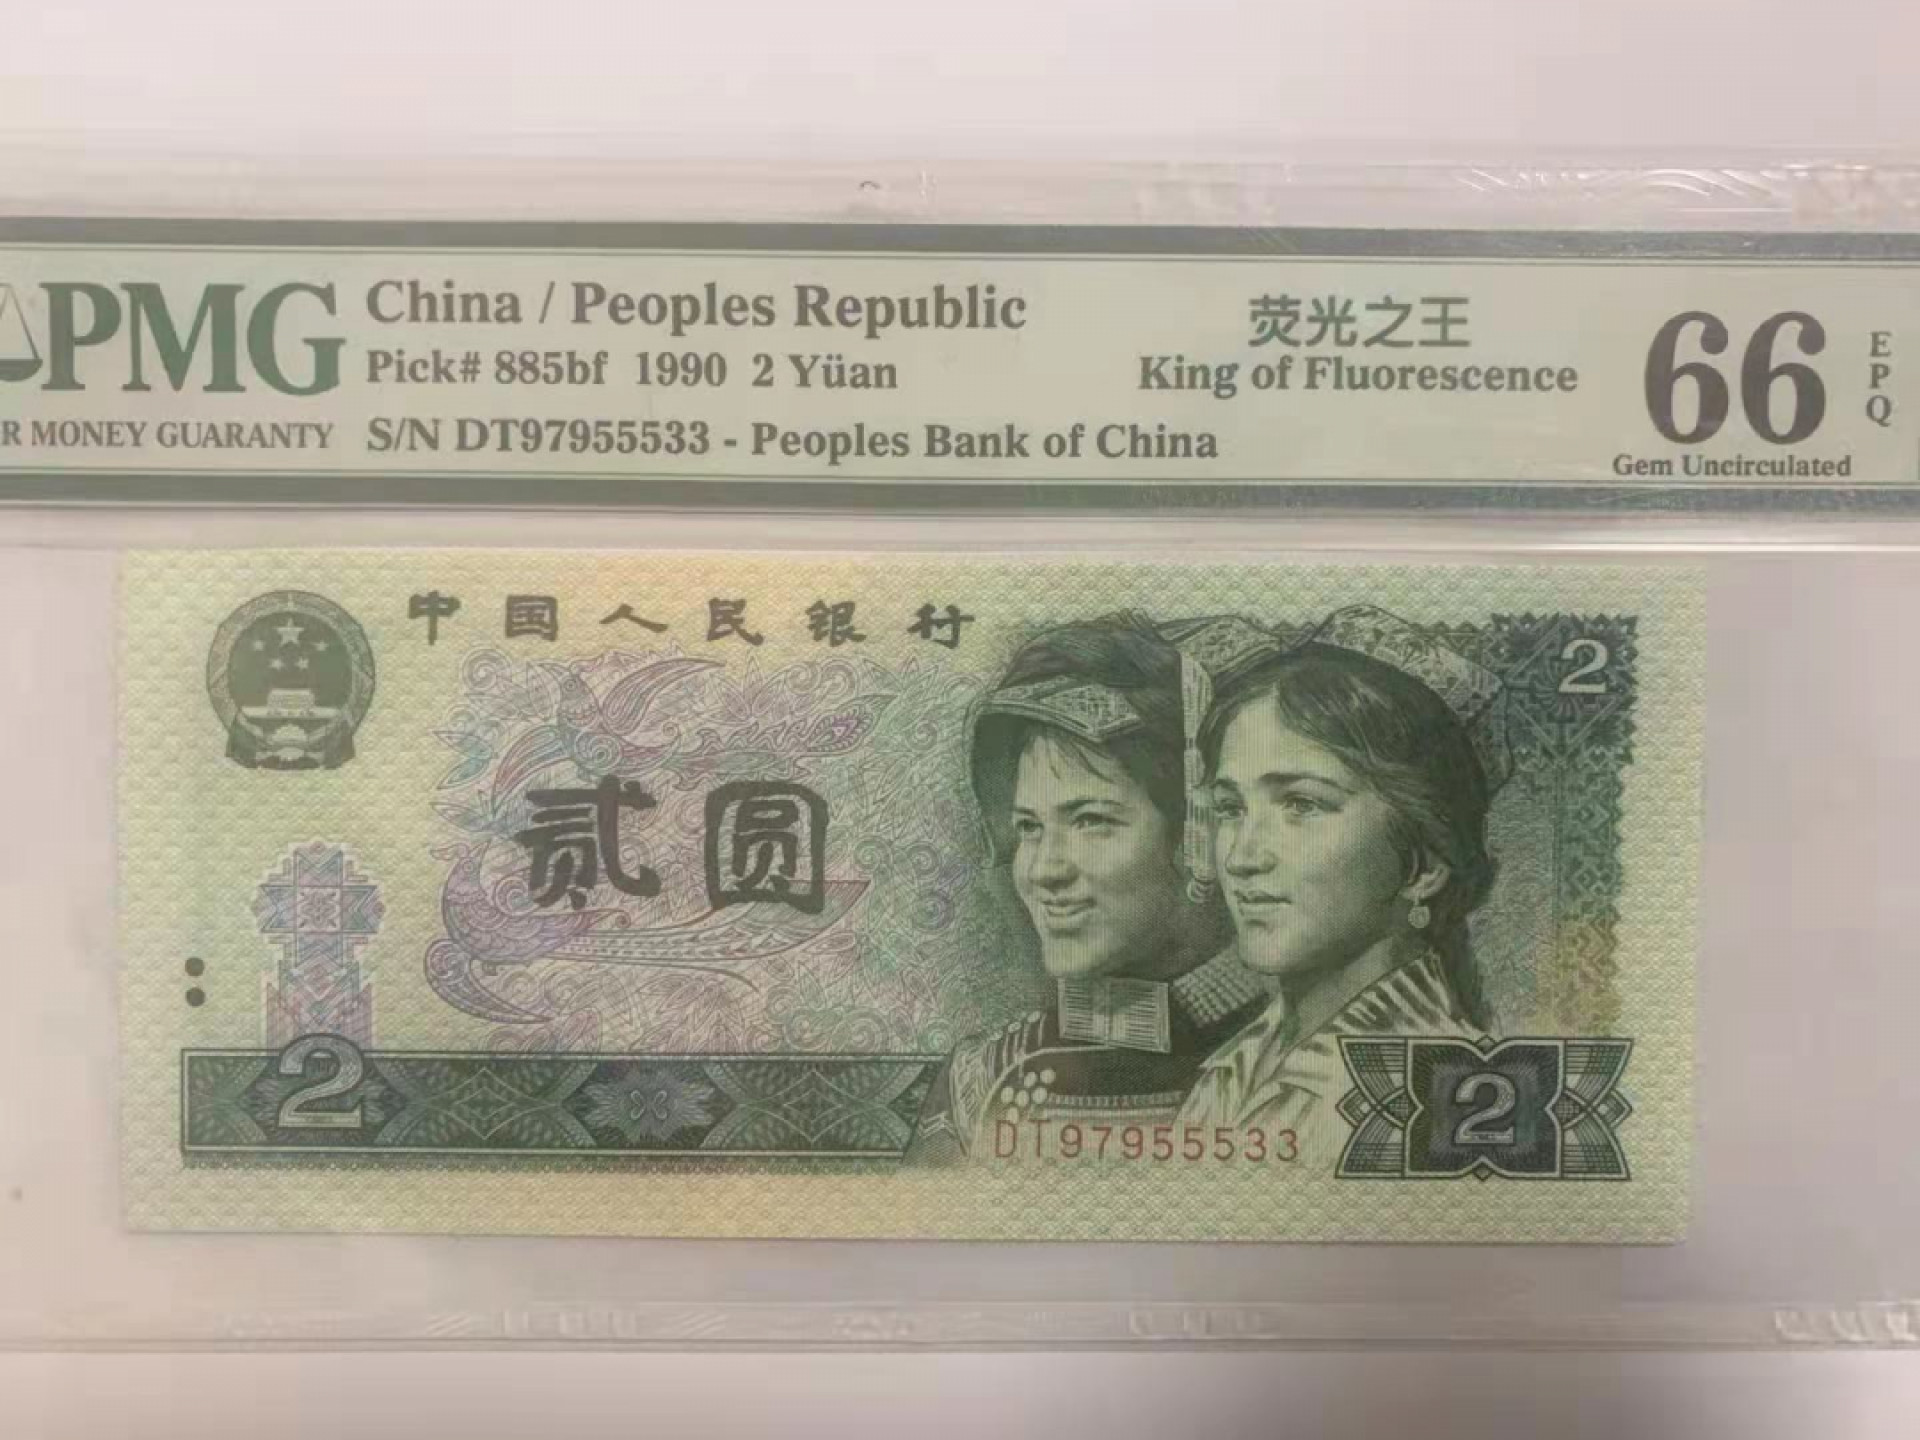 PMG
R MONEY GUARANTY
China / Peoples Republic
Pick# 885bf 1990 2 Yüan
S/N DT97955533 - Peoples Bank of China
荧光之王
King of Fluorescence
66
EPQ
Gem Uncirculated
中国人民银行
2
贰圆
2
DT97955533
2